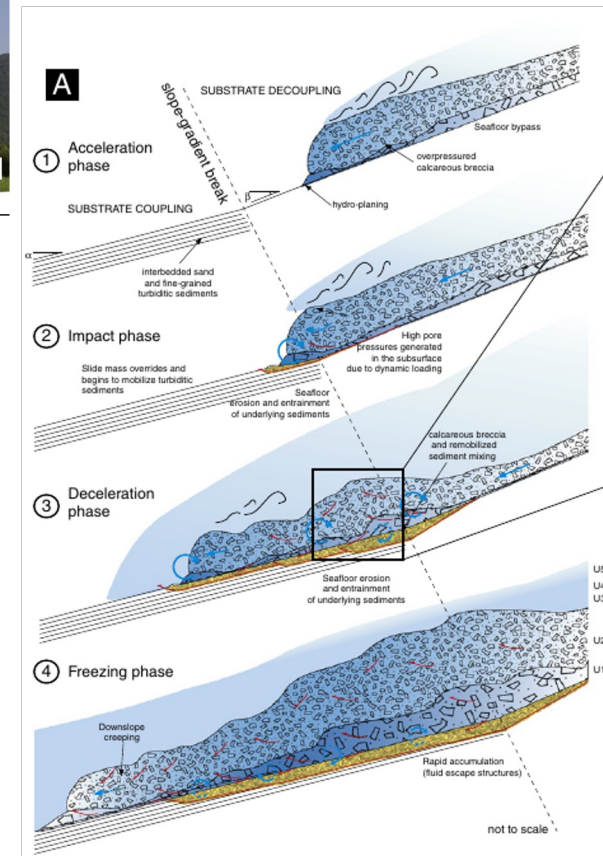 A
SUBSTRATE DECOUPLING
slope-gradient break
1
Acceleration
phase
Seafloor bypass
overpressured
calcareous breccia
β
hydro-planing
SUBSTRATE COUPLING
α
interbedded sand
and fine-grained
turbiditic sediments
2
Impact phase
High pore
pressures generated
in the subsurface
due to dynamic loading
Slide mass overrides and
begins to mobilize turbiditic
sediments
Seafloor
erosion and entrainment
of underlying sediments
calcareous breccia
and remobilized
sediment mixing
3
Deceleration
phase
Seafloor erosion
and entrainment
of underlying sediments
U5
U4
U3
U2
U1
4
Freezing phase
Downslope
creeping
Rapid accumulation
(fluid escape structures)
not to scale